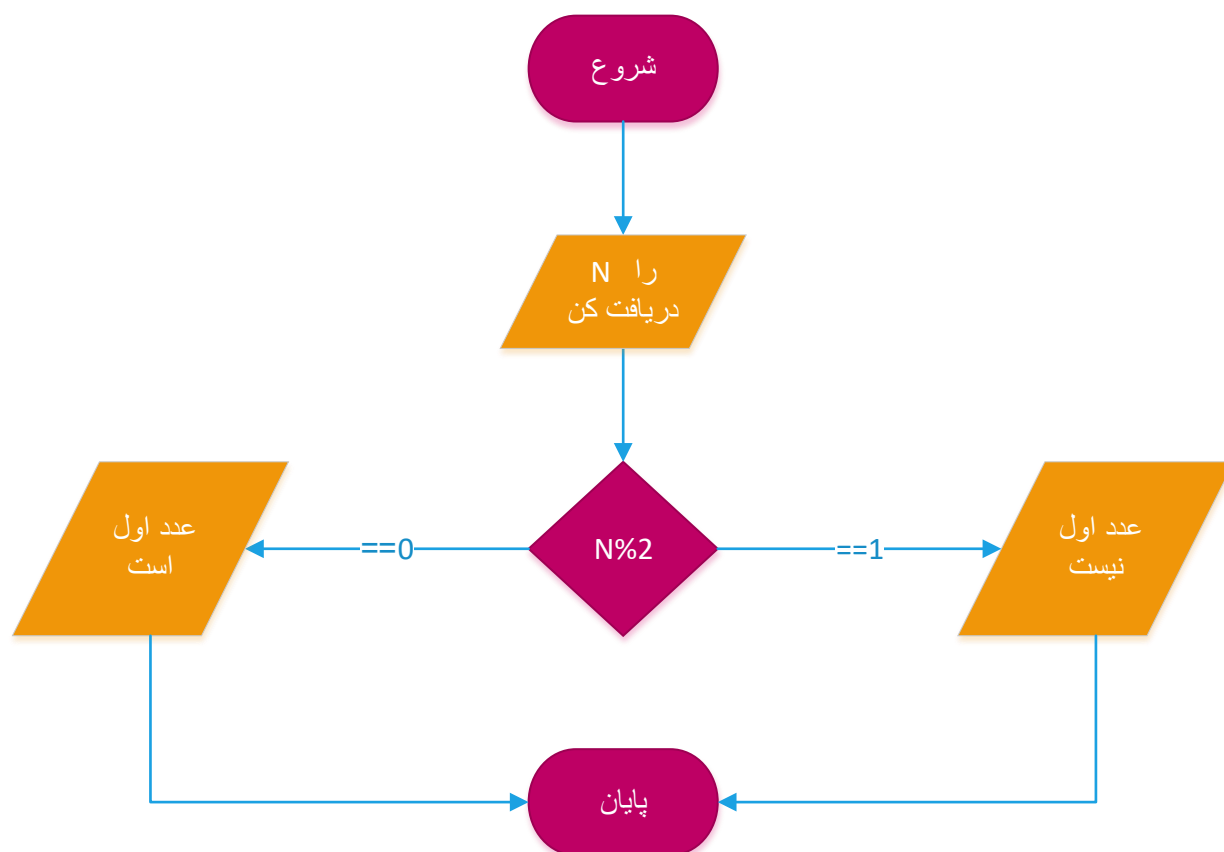 شروع
N را
دریافت کن
N%2
==0
==1
عدد اول
است
عدد اول
نیست
پایان